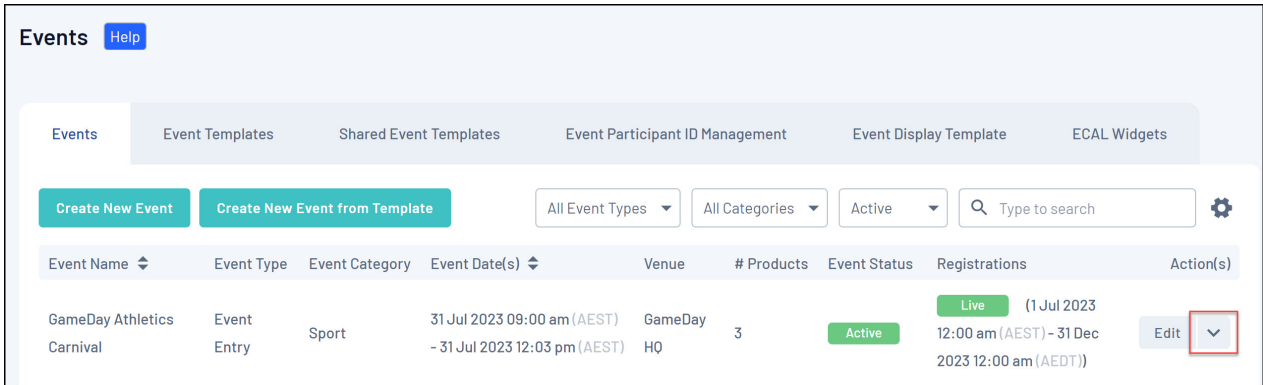 Events Help
Events Event Templates Shared Event Templates Event Participant ID Management Event Display Template ECAL Widgets
Create New Event Create New Event from Template All Event Types All Categories Active Type to search
Event Name Event Type Event Category Event Date(s) Venue # Products Event Status Registrations Action(s)
GameDay Athletics Carnival Event Entry Sport 31 Jul 2023 09:00 am (AEST) - 31 Jul 2023 12:03 pm (AEST) GameDay HQ 3 Active Live (1 Jul 2023 12:00 am (AEST) - 31 Dec 2023 12:00 am (AEDT)) Edit